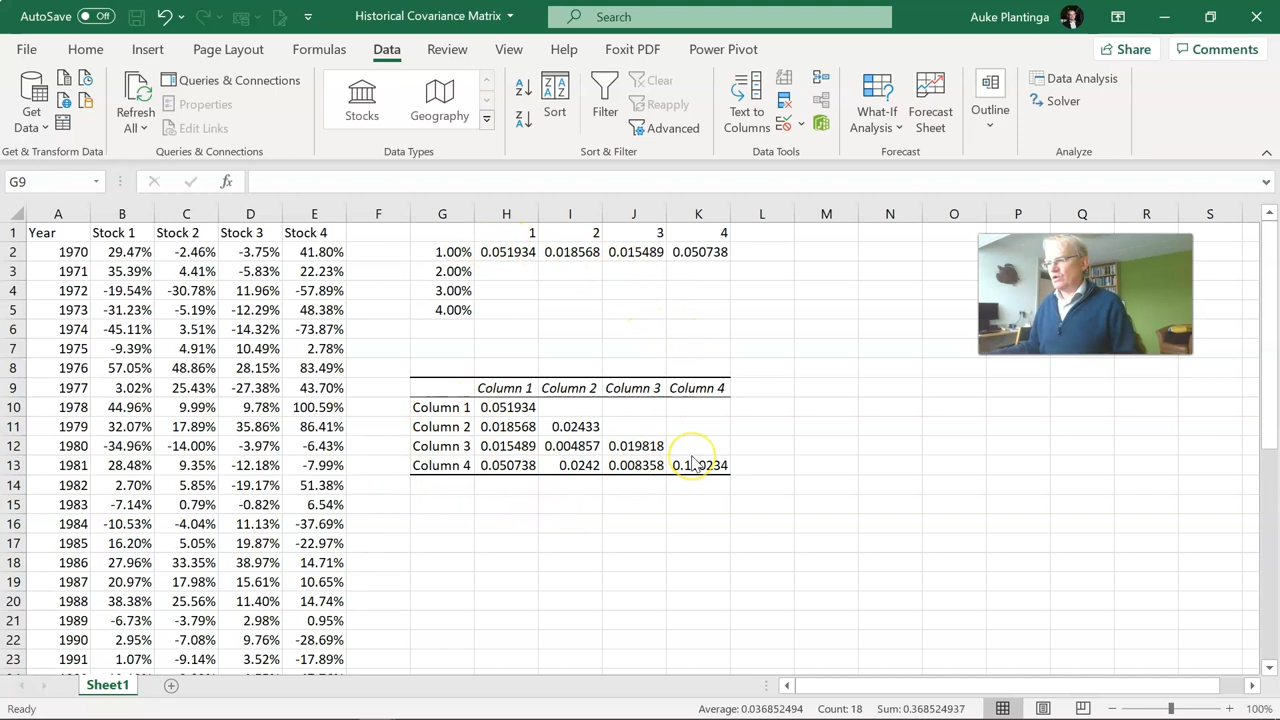 AutoSave Off Historical Covariance Matrix Search Auke Plantinga
File Home Insert Page Layout Formulas Data Review View Help Foxit PDF Power Pivot Share Comments
Get Data
Refresh All
Queries & Connections
Properties
Edit Links
Stocks
Geography
Sort
Filter
Clear
Reapply
Advanced
Text to Columns
What-If Analysis
Forecast Sheet
Outline
Data Analysis
Solver
Get & Transform Data Queries & Connections Data Types Sort & Filter Data Tools Forecast Analyze
G9 fx
A B C D E F G H I J K L M N O P Q R S
1 Year Stock 1 Stock 2 Stock 3 Stock 4 1 2 3 4
2 1970 29.47% -2.46% -3.75% 41.80% 1.00% 0.051934 0.018568 0.015489 0.050738
3 1971 35.39% 4.41% -5.83% 22.23% 2.00%
4 1972 -19.54% -30.78% 11.96% -57.89% 3.00%
5 1973 -31.23% -5.19% -12.29% 48.38% 4.00%
6 1974 -45.11% 3.51% -14.32% -73.87%
7 1975 -9.39% 4.91% 10.49% 2.78%
8 1976 57.05% 48.86% 28.15% 83.49%
9 1977 3.02% 25.43% -27.38% 43.70% Column 1 Column 2 Column 3 Column 4
10 1978 44.96% 9.99% 9.78% 100.59% Column 1 0.051934
11 1979 32.07% 17.89% 35.86% 86.41% Column 2 0.018568 0.02433
12 1980 -34.96% -14.00% -3.97% -6.43% Column 3 0.015489 0.004857 0.019818
13 1981 28.48% 9.35% -12.18% -7.99% Column 4 0.050738 0.0242 0.008358
14 1982 2.70% 5.85% -19.17% 51.38%
15 1983 -7.14% 0.79% -0.82% 6.54%
16 1984 -10.53% -4.04% 11.13% -37.69%
17 1985 16.20% 5.05% 19.87% -22.97%
18 1986 27.96% 33.35% 38.97% 14.71%
19 1987 20.97% 17.98% 15.61% 10.65%
20 1988 38.38% 25.56% 11.40% 14.74%
21 1989 -6.73% -3.79% 2.98% 0.95%
22 1990 2.95% -7.08% 9.76% -28.69%
23 1991 1.07% -9.14% 3.52% -17.89%
Sheet1
Ready Average: 0.036852494 Count: 18 Sum: 0.368524937 100%